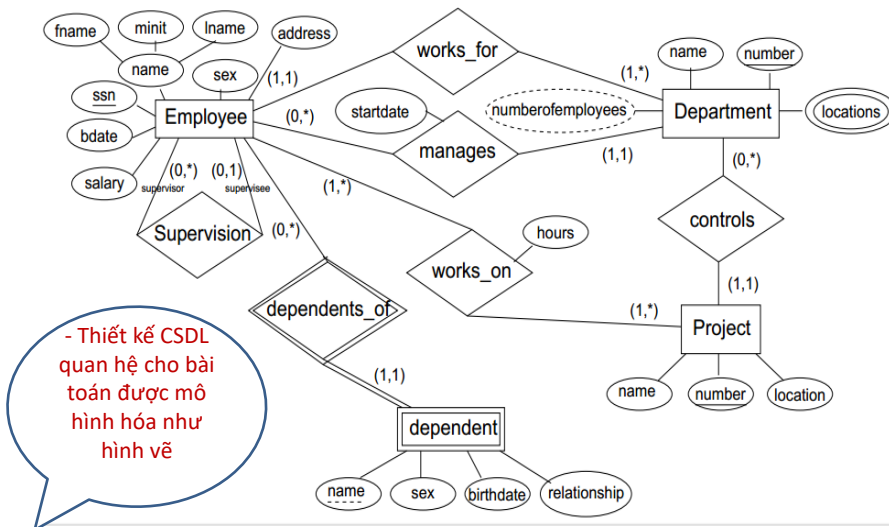 fname
minit
lname
address
name
sex
ssn
bdate
salary
Employee
(1,1)
works_for
(1,*)
name
number
Department
locations
numberofemployees
startdate
(0,*)
manages
(1,1)
(0,*)
supervisor
(0,1)
supervisee
Supervision
(0,*)
(1,*)
(0,*)
controls
(1,1)
hours
works_on
(1,*)
Project
name
number
location
dependents_of
(1,1)
dependent
name
sex
birthdate
relationship
- Thiết kế CSDL
quan hệ cho bài
toán được mô
hình hóa như
hình vẽ